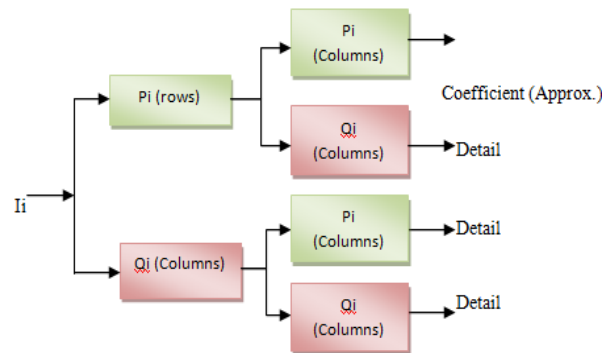 Pi
(Columns)
Coefficient (Approx.)
Pi (rows)
Qi
(Columns)
Detail
Ii
Pi
(Columns)
Detail
Qi (Columns)
Qi
(Columns)
Detail